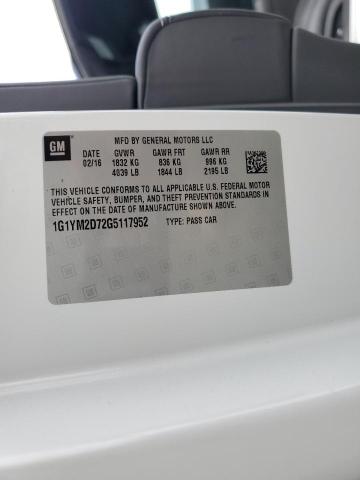 GM
MFD BY GENERAL MOTORS LLC
DATE GVWR GAWR FRT GAWR RR
02/16 1832 KG 836 KG 996 KG
4039 LB 1844 LB 2195 LB
THIS VEHICLE CONFORMS TO ALL APPLICABLE U.S. FEDERAL MOTOR
VEHICLE SAFETY, BUMPER, AND THEFT PREVENTION STANDARDS IN
EFFECT ON THE DATE OF MANUFACTURE SHOWN ABOVE.
1G1YM2D72G5117952 TYPE: PASS CAR